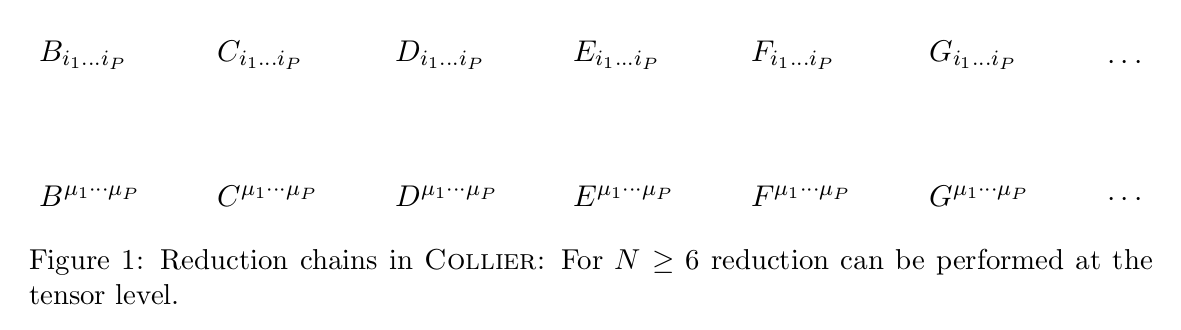 B_{i_1...i_P} C_{i_1...i_P} D_{i_1...i_P} E_{i_1...i_P} F_{i_1...i_P} G_{i_1...i_P} ...
B^{μ_1···μ_P} C^{μ_1···μ_P} D^{μ_1···μ_P} E^{μ_1···μ_P} F^{μ_1···μ_P} G^{μ_1···μ_P} ···
Figure 1: Reduction chains in COLLIER: For N ≥ 6 reduction can be performed at the
tensor level.